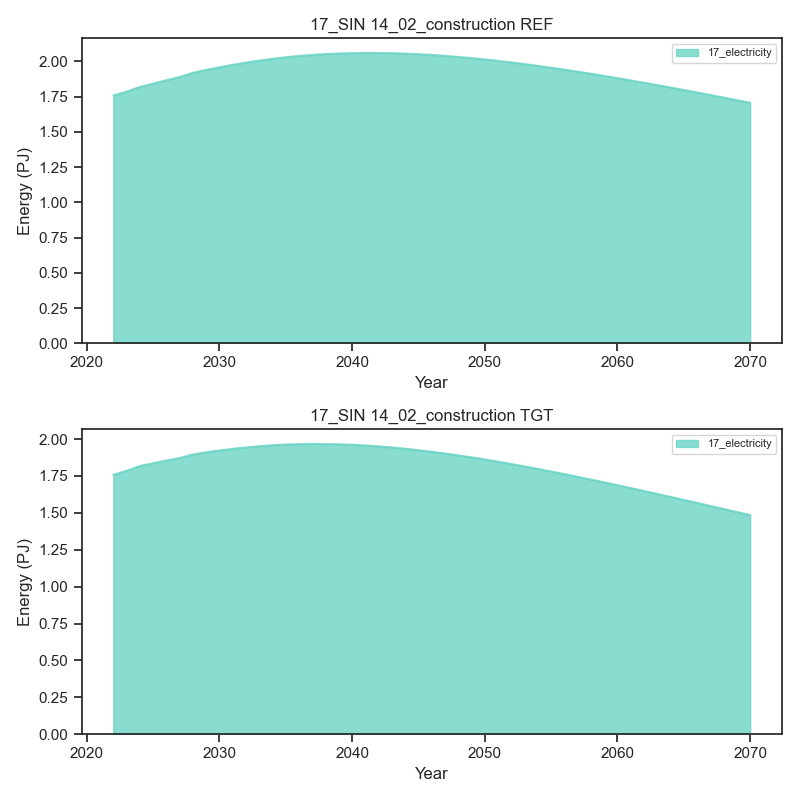 17_SIN 14_02_construction REF
17_electricity
2.00
1.75
1.50
1.25
1.00
0.75
0.50
0.25
0.00
Energy (PJ)
2020 2030 2040 2050 2060 2070
Year
17_SIN 14_02_construction TGT
17_electricity
2.00
1.75
1.50
1.25
1.00
0.75
0.50
0.25
0.00
Energy (PJ)
2020 2030 2040 2050 2060 2070
Year